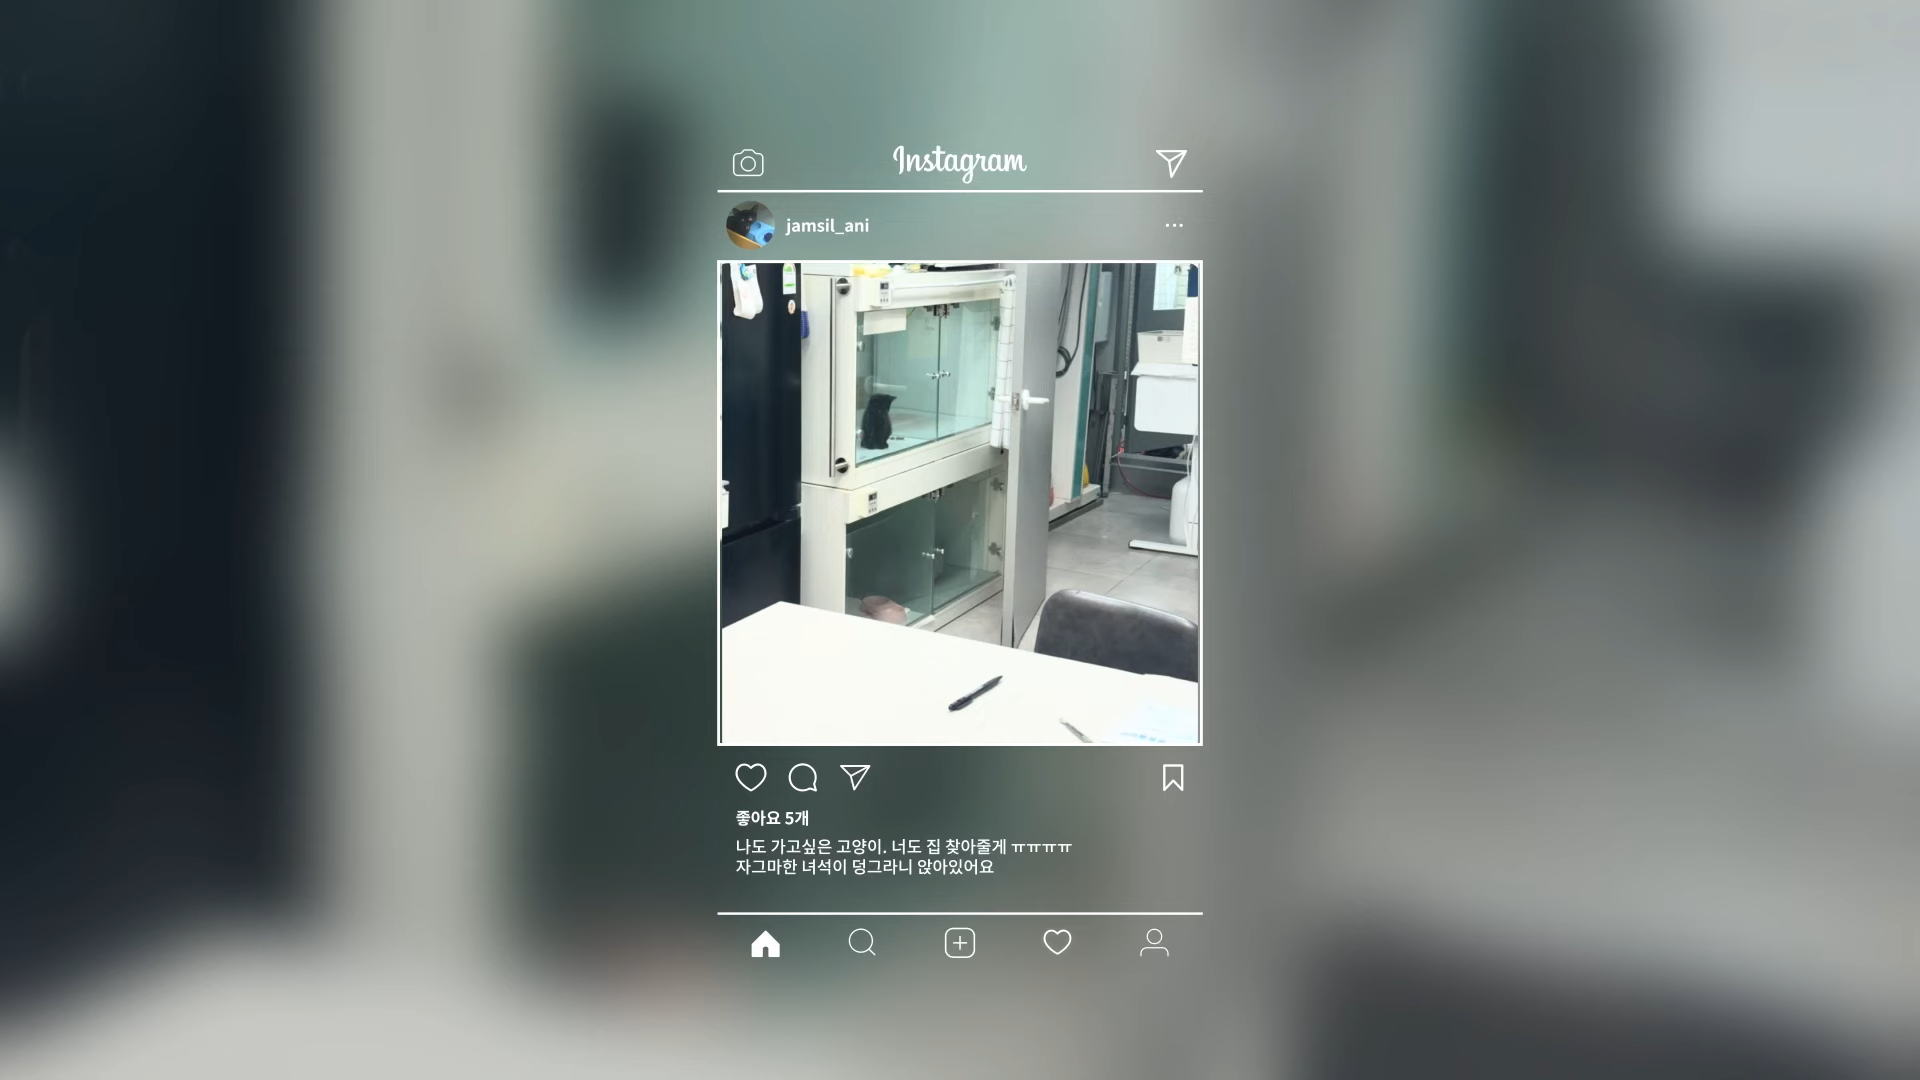 Instagram
jamsil_ani
좋아요 5개
나도 가고싶은 고양이. 너도 집 찾아줄게 ㅠㅠㅠㅠ
자그마한 녀석이 덩그라니 앉아있어요